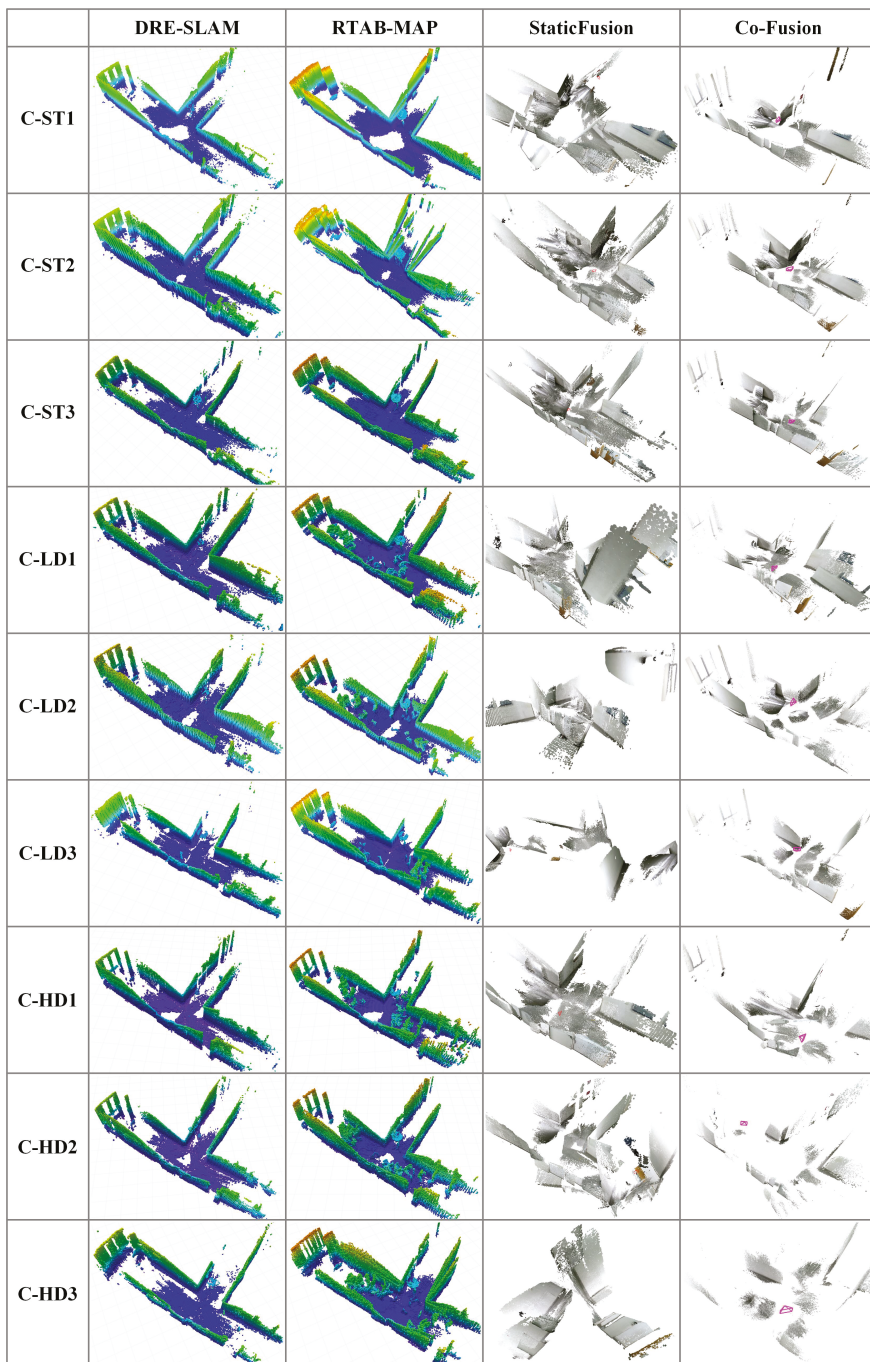 DRE-SLAM RTAB-MAP StaticFusion Co-Fusion
C-ST1
C-ST2
C-ST3
C-LD1
C-LD2
C-LD3
C-HD1
C-HD2
C-HD3